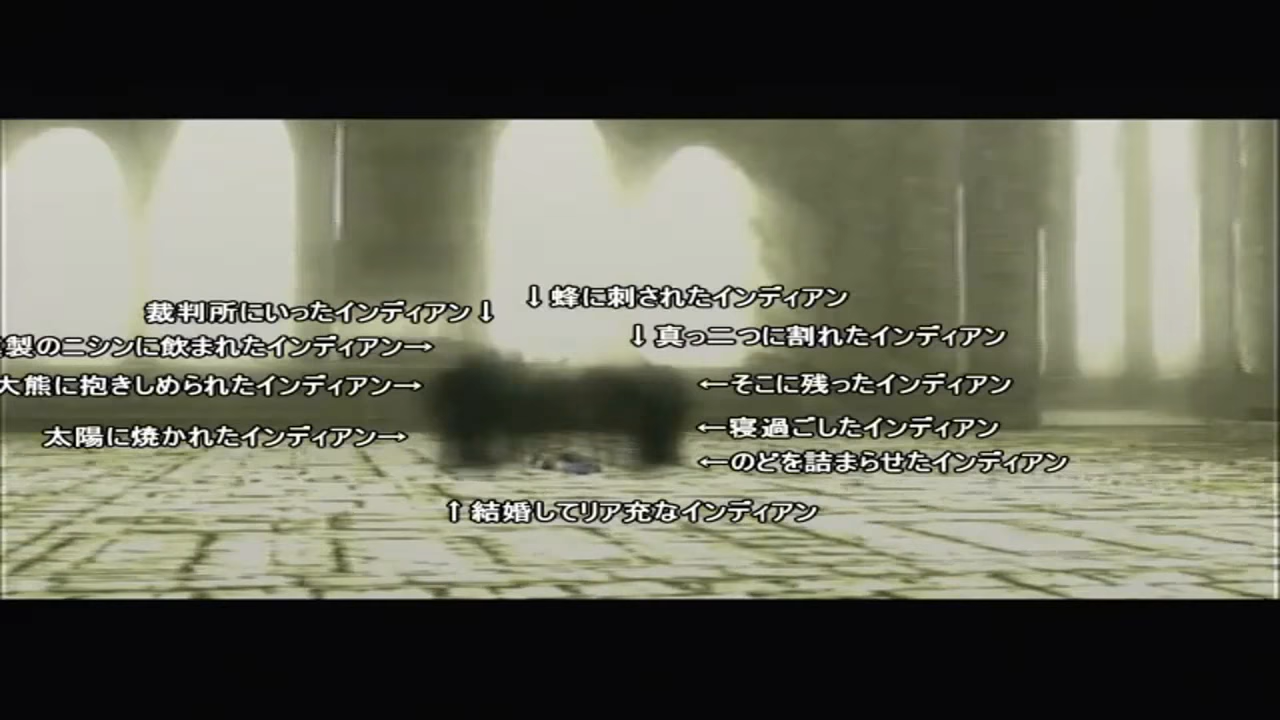 ↓蜂に刺されたインディアン
裁判所にいったインディアン↓
↓真っ二つに割れたインディアン
製のニシンに飲まれたインディアン→
大熊に抱きしめられたインディアン→
←そこに残ったインディアン
太陽に焼かれたインディアン→
←寝過ごしたインディアン
←のどを詰まらせたインディアン
↑結婚してリア充なインディアン